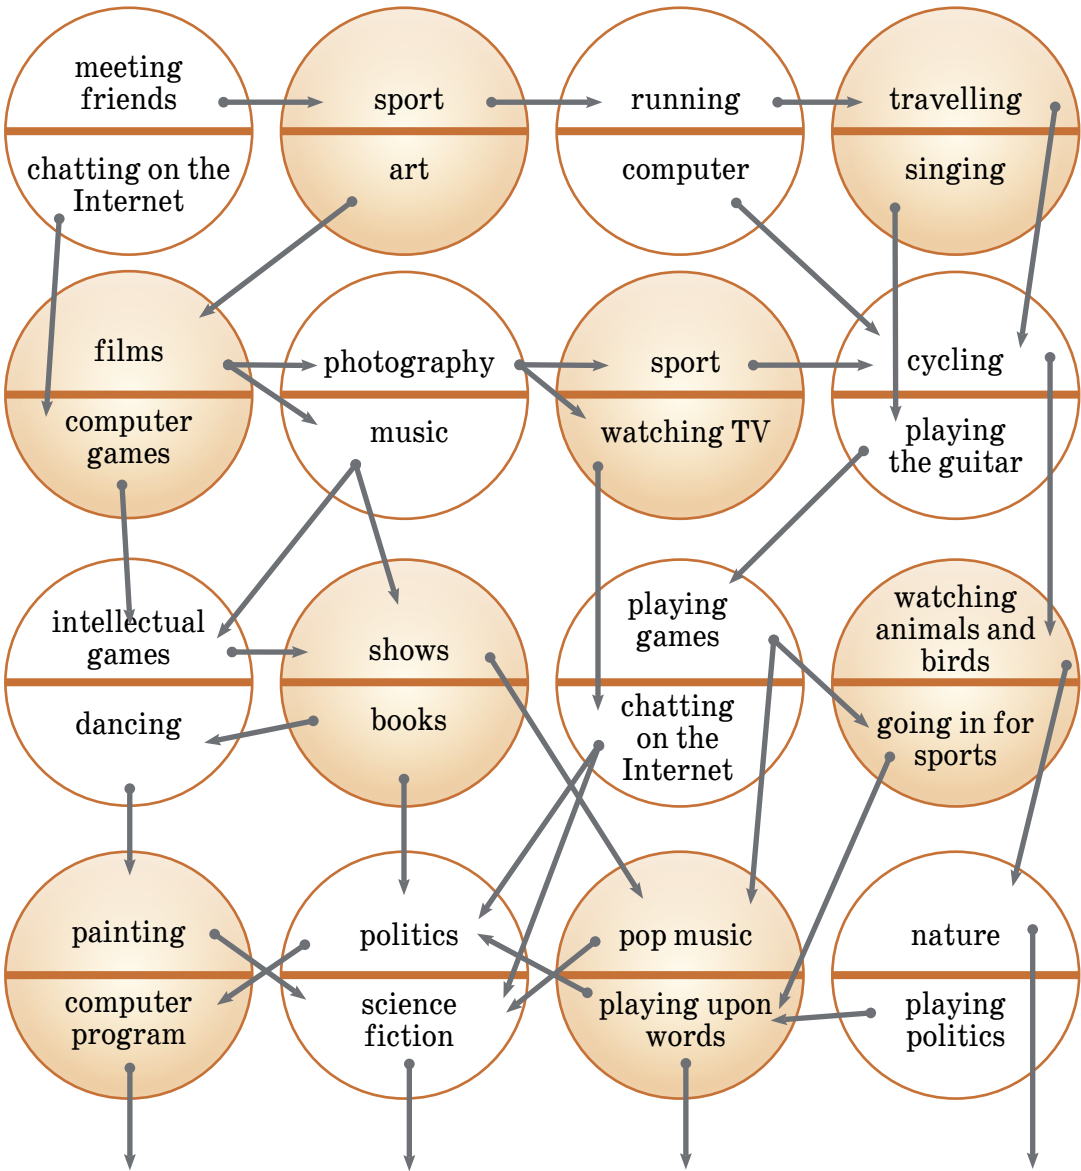 meeting
friends
sport
running
travelling
chatting on the
Internet
art
computer
singing
films
photography
sport
cycling
computer
games
music
watching TV
playing
the guitar
intellectual
games
shows
playing
games
watching
animals and
birds
dancing
books
chatting
on the
Internet
going in for
sports
painting
politics
pop music
nature
computer
program
science
fiction
playing upon
words
playing
politics